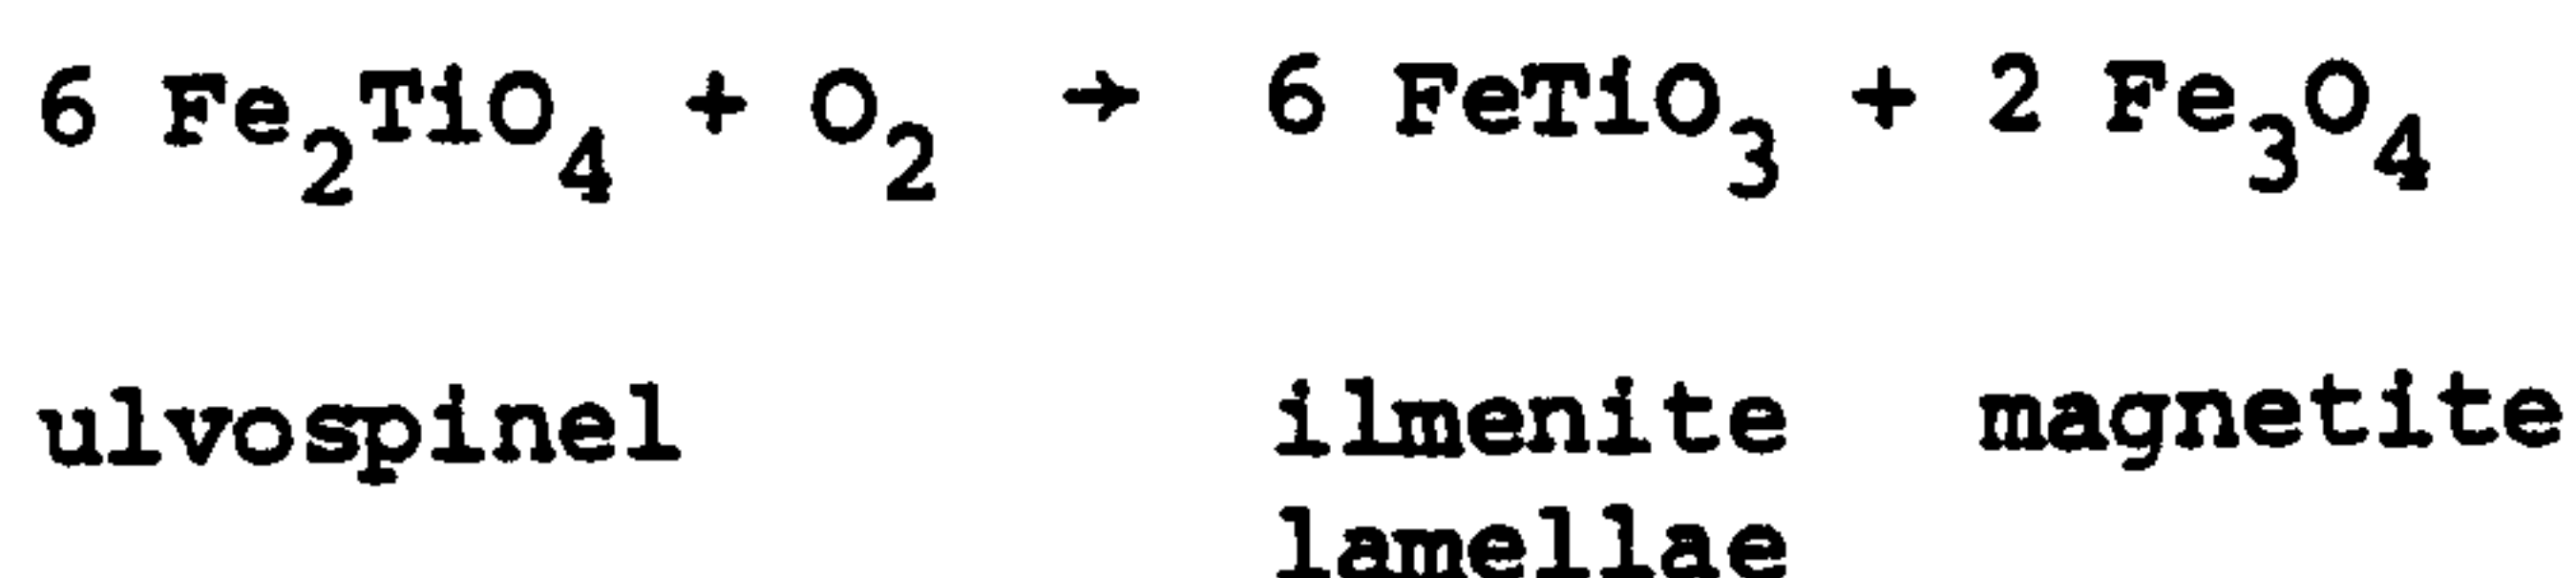 6 Fe₂TiO₄ + O₂ → 6 FeTiO₃ + 2 Fe₃O₄
ulvospinel ilmenite magnetite
lamellae